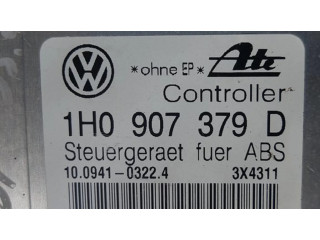 *ohne EP* Ate
Controller
1H0 907 379 D
Steuergeraet fuer ABS
10.0941-0322.4 3X4311